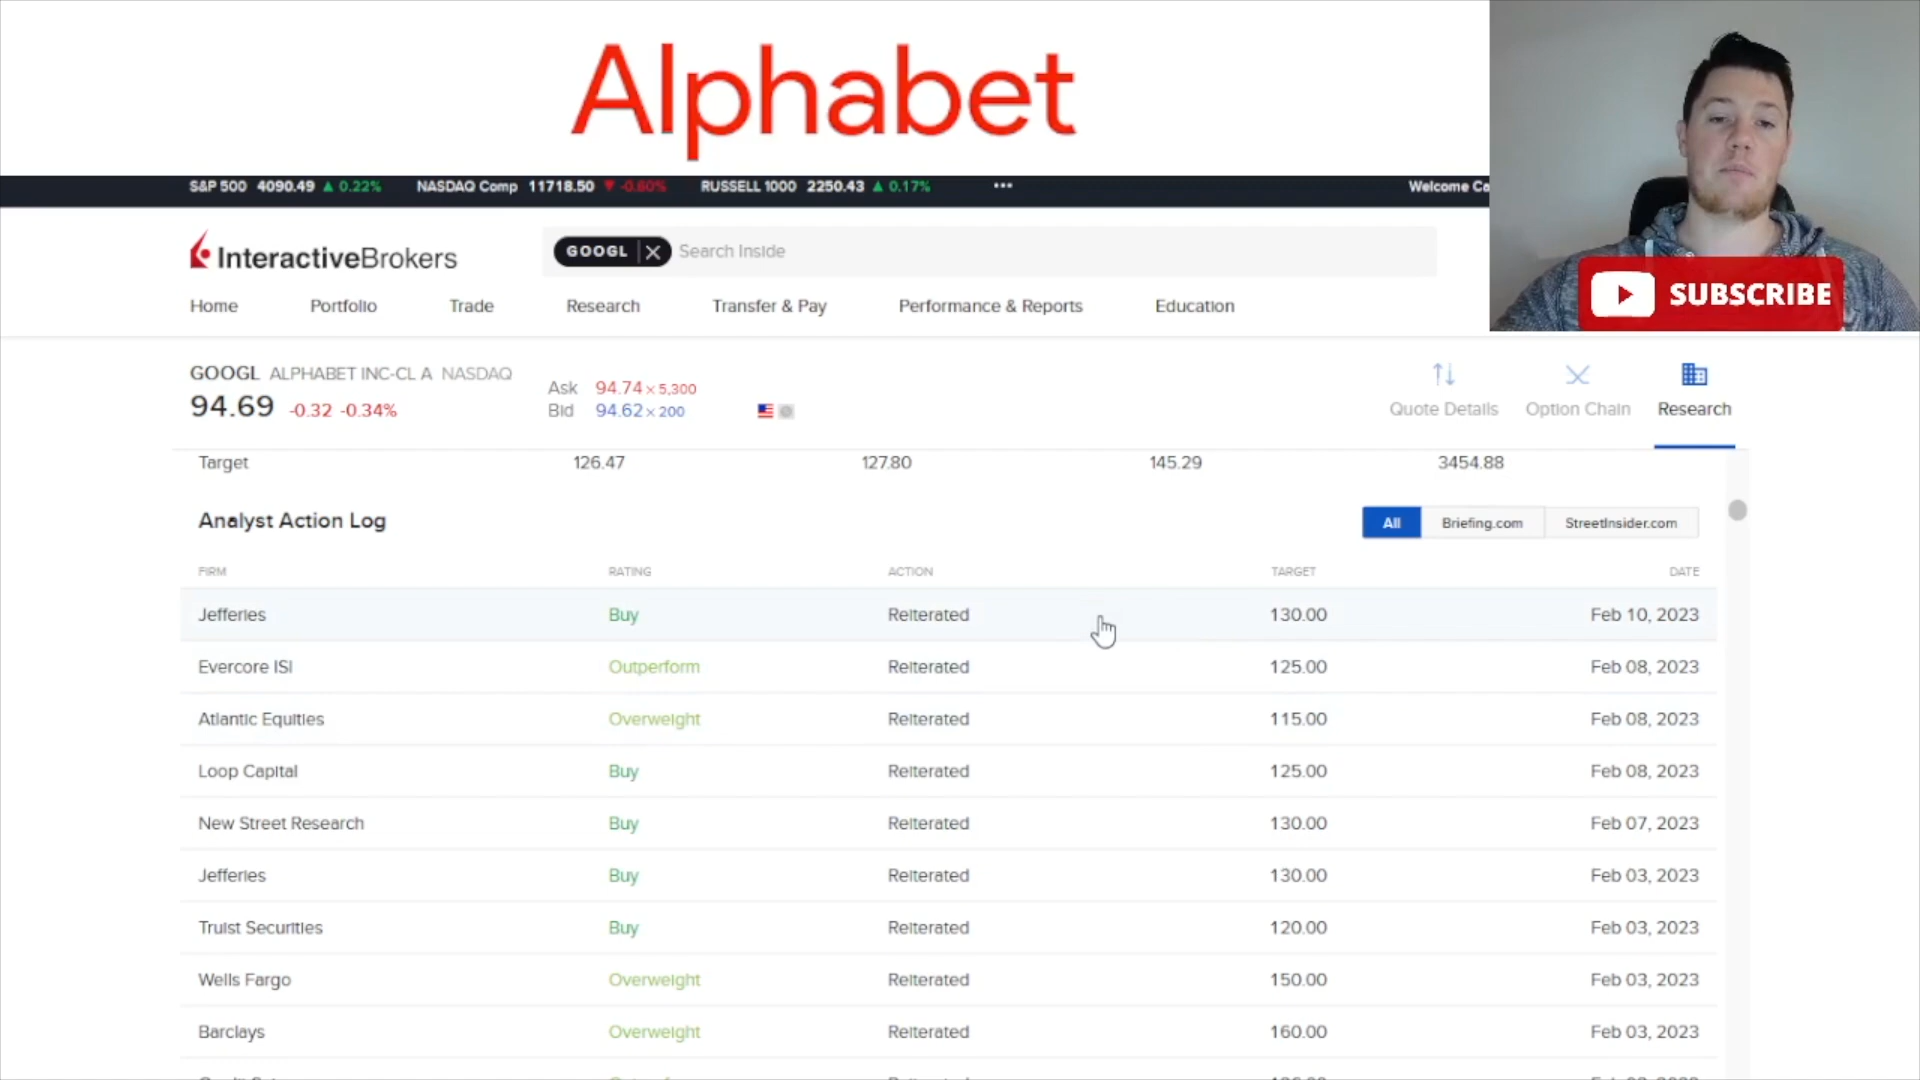 Alphabet
S&P 500 4090.49 ▲ 0.22% NASDAQ Comp 11718.50 ▼ -0.60% RUSSELL 1000 2250.43 ▲ 0.17% ••• Welcome Ca
InteractiveBrokers
GOOGL Search Inside
SUBSCRIBE
Home Portfolio Trade Research Transfer & Pay Performance & Reports Education
GOOGL ALPHABET INC-CL A NASDAQ
94.69 -0.32 -0.34%
Ask 94.74 × 5,300
Bid 94.62 × 200
Quote Details Option Chain Research
Target 126.47 127.80 145.29 3454.88
Analyst Action Log
All Briefing.com StreetInsider.com
FIRM RATING ACTION TARGET DATE
Jefferies Buy Reiterated 130.00 Feb 10, 2023
Evercore ISI Outperform Reiterated 125.00 Feb 08, 2023
Atlantic Equities Overweight Reiterated 115.00 Feb 08, 2023
Loop Capital Buy Reiterated 125.00 Feb 08, 2023
New Street Research Buy Reiterated 130.00 Feb 07, 2023
Jefferies Buy Reiterated 130.00 Feb 03, 2023
Truist Securities Buy Reiterated 120.00 Feb 03, 2023
Wells Fargo Overweight Reiterated 150.00 Feb 03, 2023
Barclays Overweight Reiterated 160.00 Feb 03, 2023